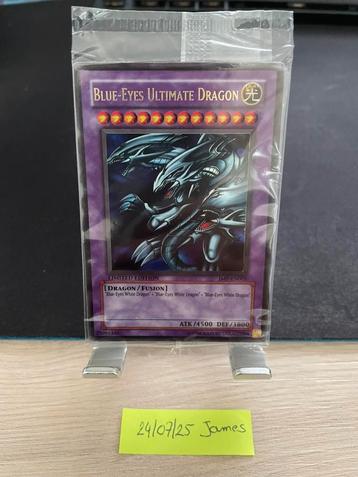 BLUE-EYES ULTIMATE DRAGON 光
LIMITED EDITION
[DRAGON / FUSION]
"Blue-Eyes White Dragon" + "Blue-Eyes White Dragon" + "Blue-Eyes White Dragon"
ATK/4500 DEF/3800
24/07/25 James